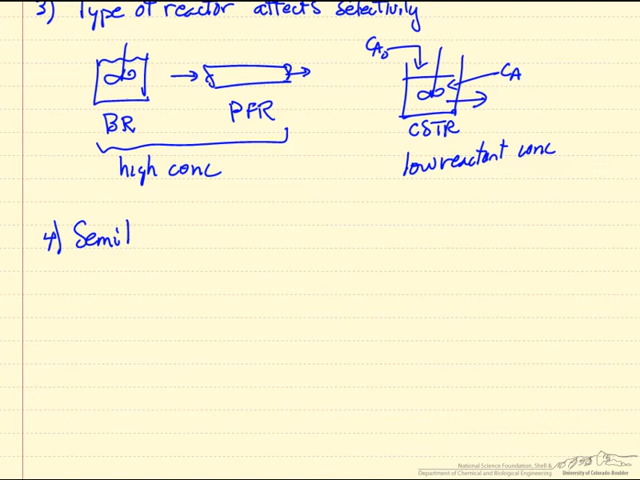 3) Type of reactor affects selectivity
CA0
CA
BR
PFR
CSTR
high conc
low reactant conc
4) Semil
National Science Foundation, Shell &
Department of Chemical and Biological Engineering
University of Colorado-Boulder